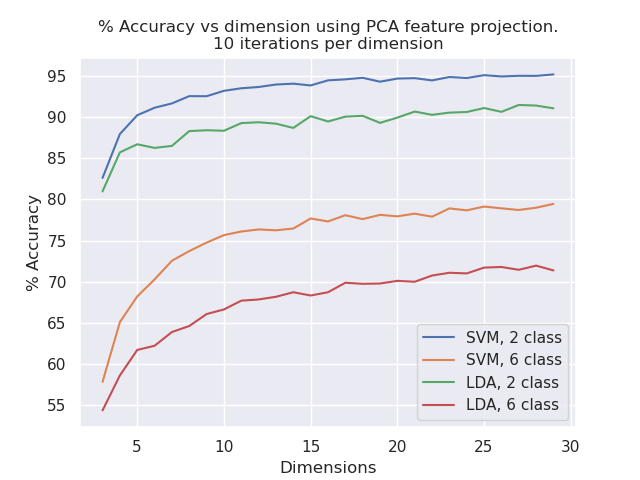 % Accuracy vs dimension using PCA feature projection.
10 iterations per dimension
95
90
85
80
75
70
65
60
55
% Accuracy
SVM, 2 class
SVM, 6 class
LDA, 2 class
LDA, 6 class
5
10
15
20
25
30
Dimensions